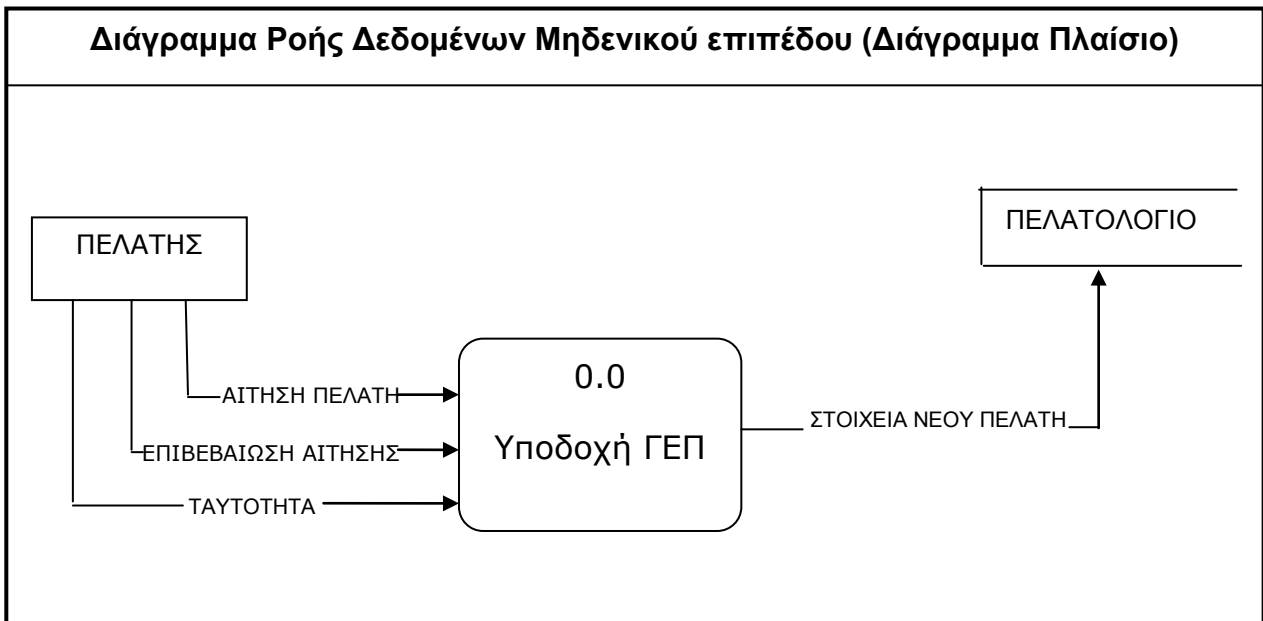 Διάγραμμα Ροής Δεδομένων Μηδενικού επιπέδου (Διάγραμμα Πλαίσιο)
ΠΕΛΑΤΗΣ
ΠΕΛΑΤΟΛΟΓΙΟ
0.0
Υποδοχή ΓΕΠ
ΑΙΤΗΣΗ ΠΕΛΑΤΗ
ΕΠΙΒΕΒΑΙΩΣΗ ΑΙΤΗΣΗΣ
ΤΑΥΤΟΤΗΤΑ
ΣΤΟΙΧΕΙΑ ΝΕΟΥ ΠΕΛΑΤΗ